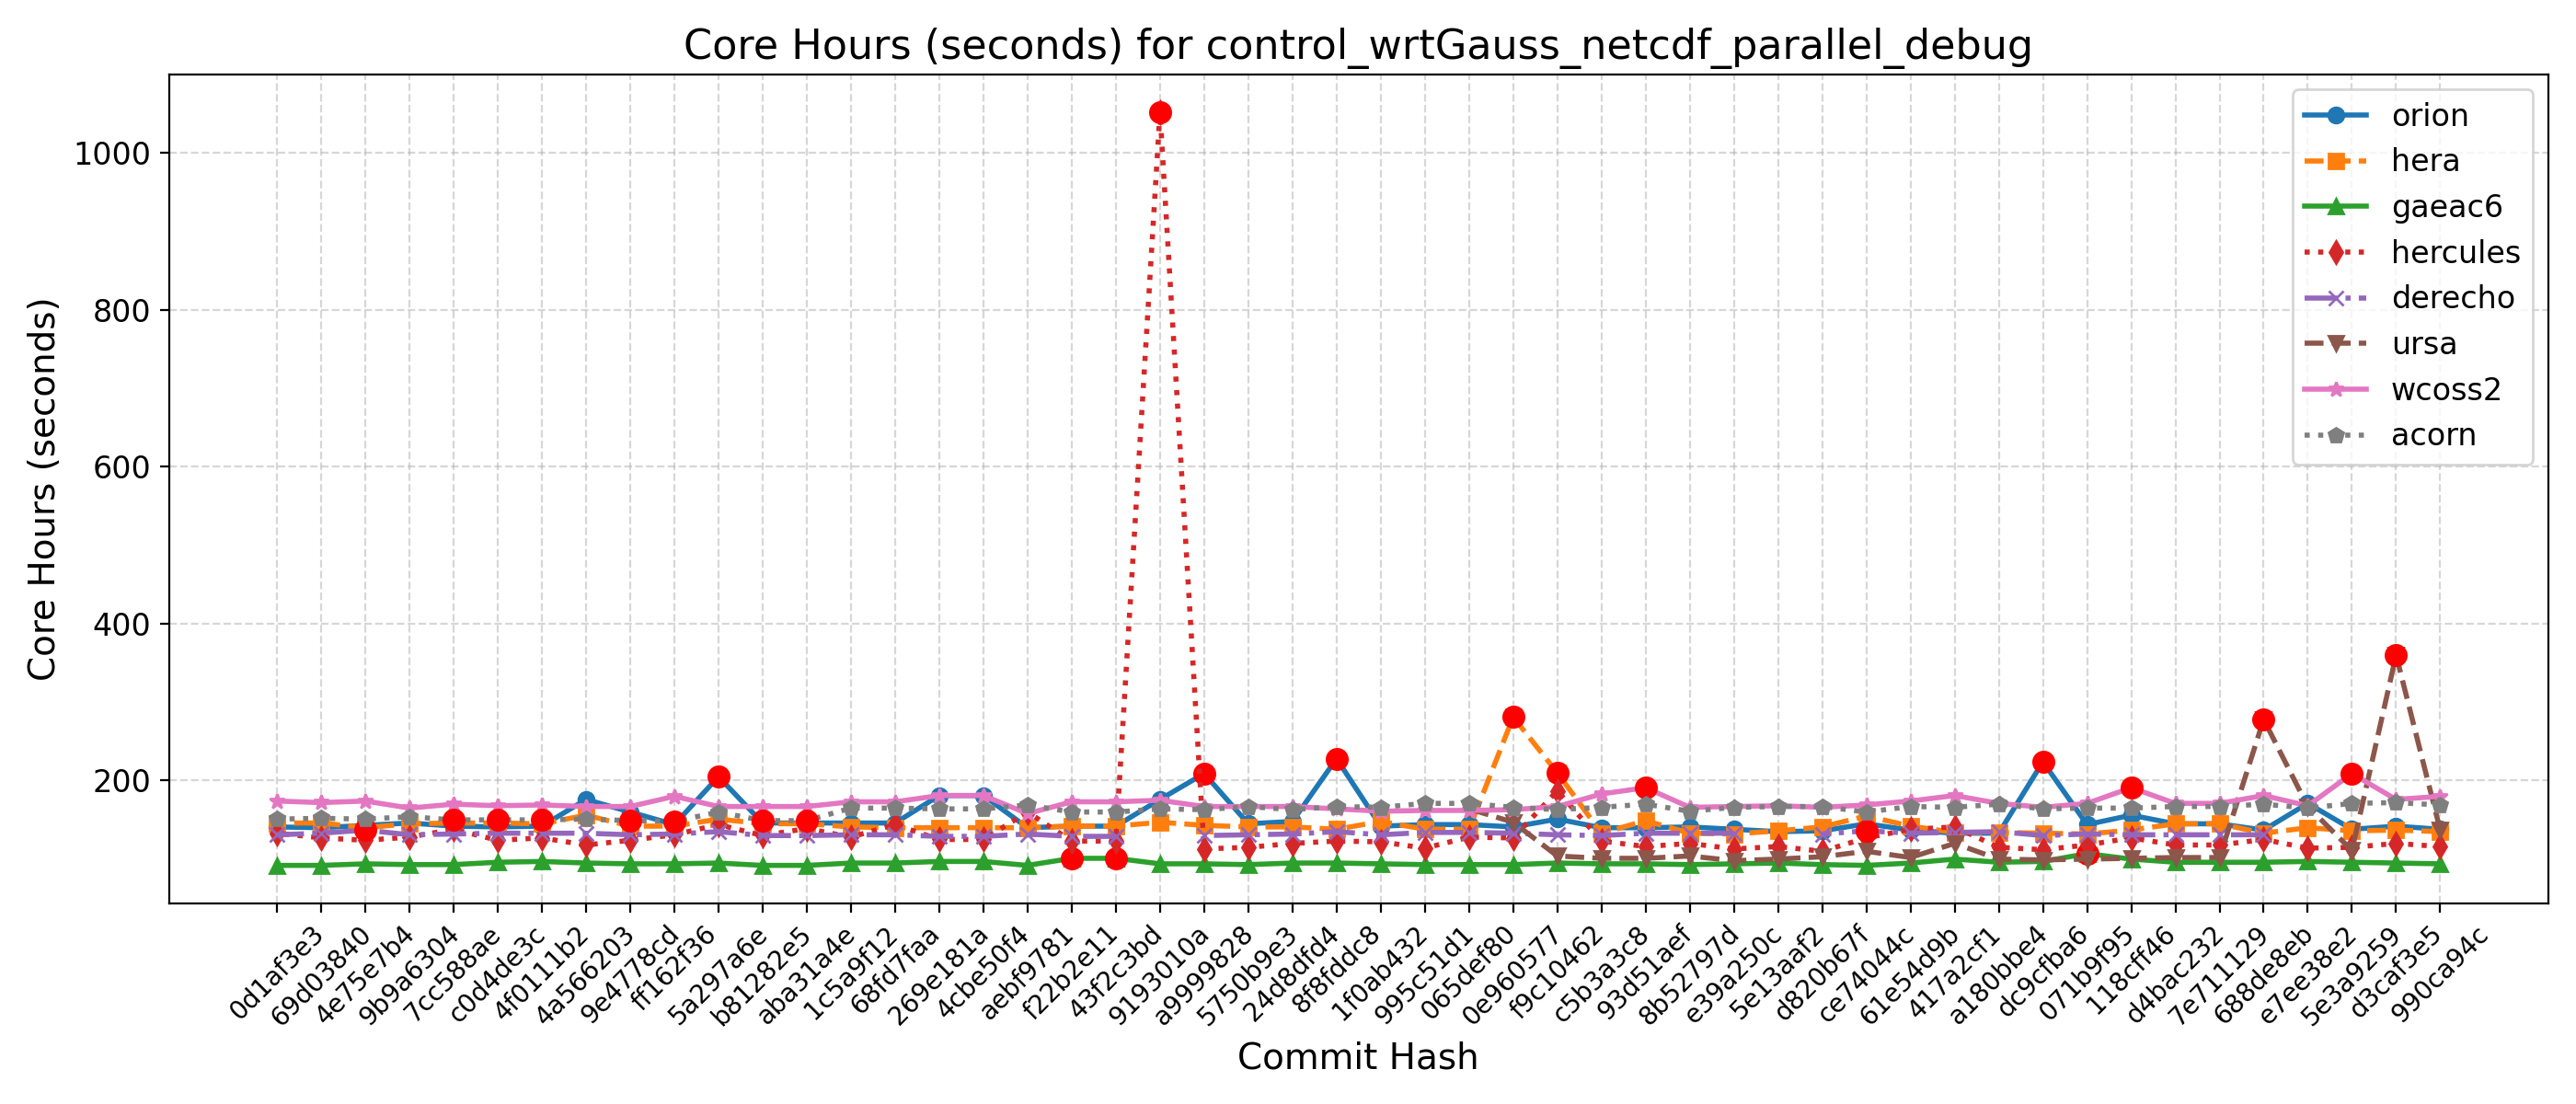 Core Hours (seconds) for control_wrtGauss_netcdf_parallel_debug
Core Hours (seconds)
1000
800
600
400
200
orion
hera
gaeac6
hercules
derecho
ursa
wcoss2
acorn
0d1af3e3
69d03840
4e75e7b4
9b9a6304
7cc588ae
c0d4de3c
4f0111b2
4a566203
9e4778cd
ff162f36
5a297a6e
b81282e5
aba31a4e
1c5a9f12
68fd7faa
269e181a
4cbe50f4
aebf9781
f22b2e11
43f2c3bd
9193010a
a9999828
5750b9e3
24d8dfd4
8f8fddc8
1f0ab432
995c51d1
065def80
0e960577
f9c10462
c5b3a3c8
93d51aef
8b52797d
e39a250c
5e13aaf2
d820b67f
ce74044c
61e54d9b
417a2cf1
a180bbe4
dc9cfba6
071b9f95
118cff46
d4bac232
7e711129
688de8eb
e7ee38e2
5e3a9259
d3caf3e5
990ca94c
Commit Hash